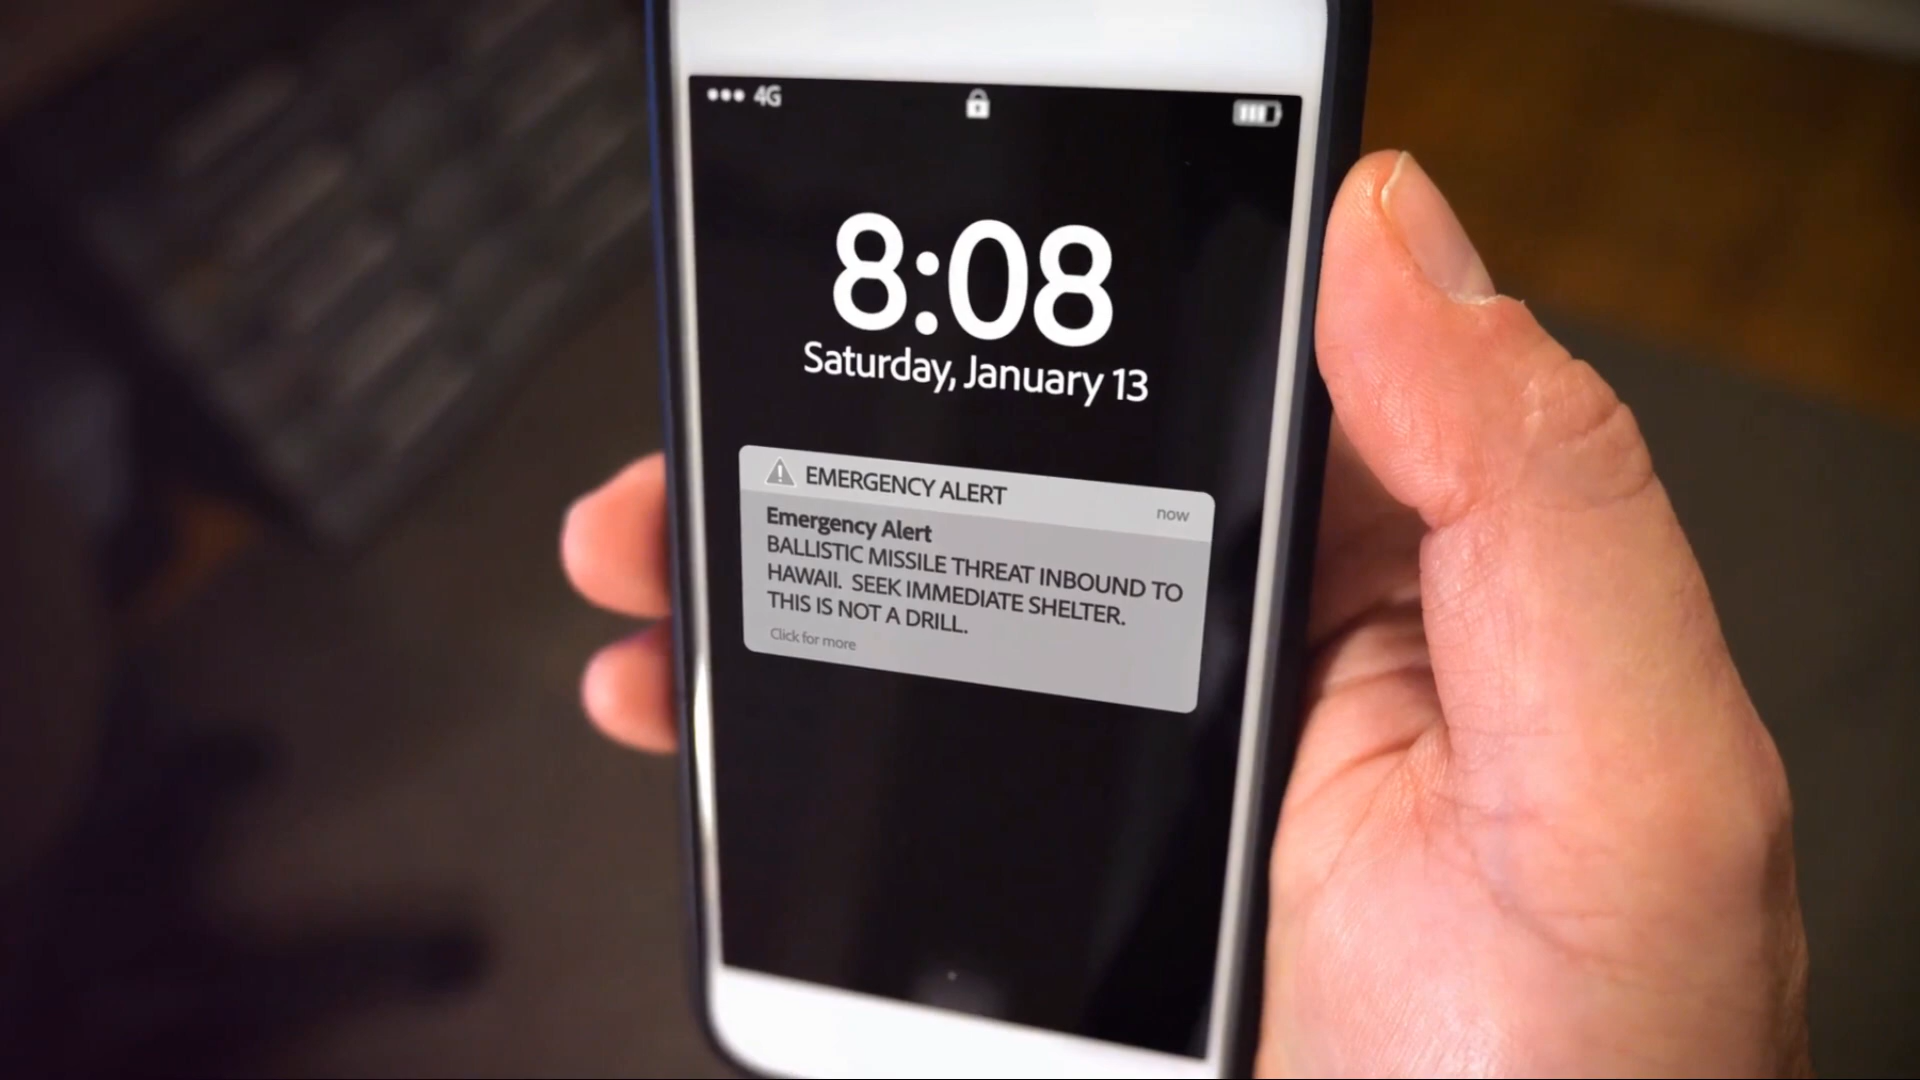 4G
8:08
Saturday, January 13
EMERGENCY ALERT
now
Emergency Alert
BALLISTIC MISSILE THREAT INBOUND TO
HAWAII. SEEK IMMEDIATE SHELTER.
THIS IS NOT A DRILL.
Click for more